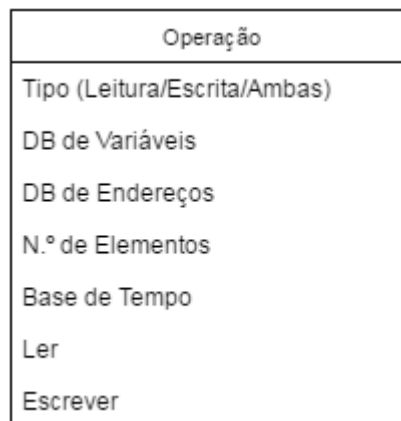 Operação
Tipo (Leitura/Escrita/Ambas)
DB de Variáveis
DB de Endereços
N.º de Elementos
Base de Tempo
Ler
Escrever